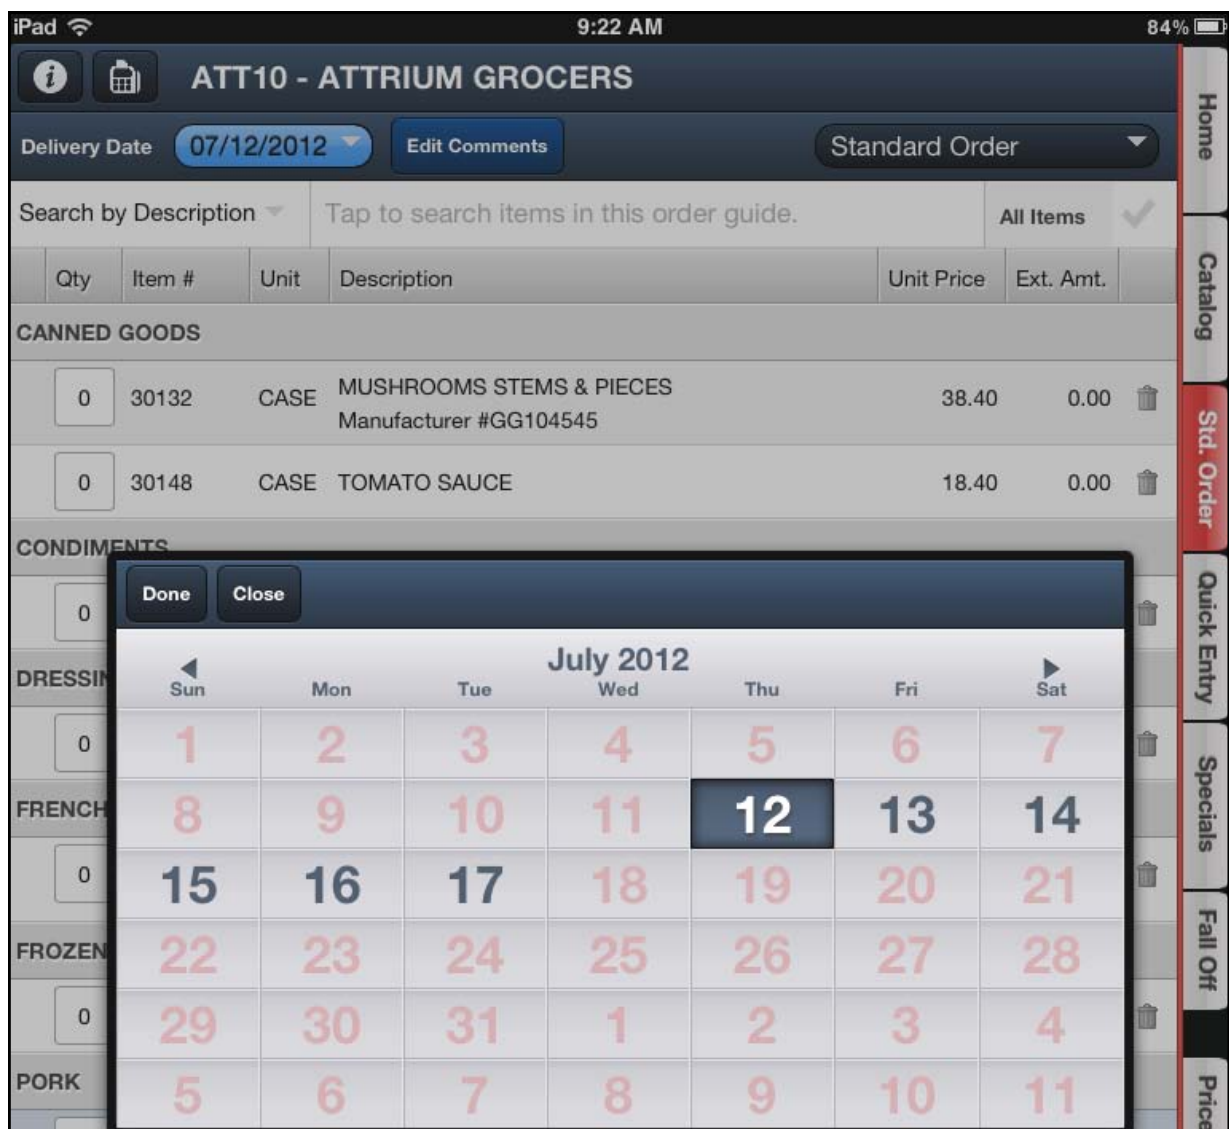 iPad 9:22 AM 84%
ATT10 - ATTRIUM GROCERS
Delivery Date 07/12/2012 Edit Comments Standard Order
Search by Description Tap to search items in this order guide. All Items
Qty Item # Unit Description Unit Price Ext. Amt.
CANNED GOODS
0 30132 CASE MUSHROOMS STEMS & PIECES 38.40 0.00
Manufacturer #GG104545
0 30148 CASE TOMATO SAUCE 18.40 0.00
CONDIMENTS
0
DRESSIN
0
FRENCH
0
FROZEN
0
PORK
Done Close
July 2012
Sun Mon Tue Wed Thu Fri Sat
1 2 3 4 5 6 7
8 9 10 11 12 13 14
15 16 17 18 19 20 21
22 23 24 25 26 27 28
29 30 31 1 2 3 4
5 6 7 8 9 10 11
Home
Catalog
Std. Order
Quick Entry
Specials
Fall Off
Price